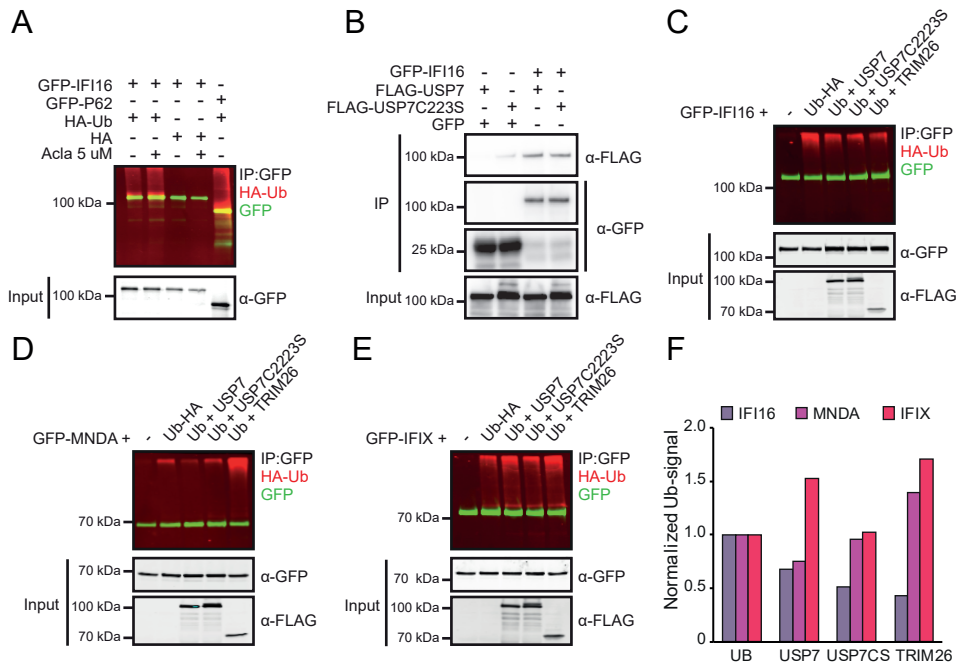 A
GFP-IFI16 + + + + -
GFP-P62 - - - - +
HA-Ub + + - - +
HA - - + + -
Acla 5 uM - + - + -
IP:GFP
HA-Ub
GFP
100 kDa
Input
100 kDa
α-GFP
B
GFP-IFI16 - - + +
FLAG-USP7 + - + -
FLAG-USP7C223S - + - +
GFP + + - -
100 kDa
α-FLAG
IP
100 kDa
25 kDa
α-GFP
Input
100 kDa
α-FLAG
C
GFP-IFI16 +
-
Ub-HA
Ub + USP7
Ub + USP7C2223S
Ub + TRIM26
IP:GFP
HA-Ub
GFP
100 kDa
Input
100 kDa
α-GFP
100 kDa
70 kDa
α-FLAG
D
GFP-MNDA +
-
Ub-HA
Ub + USP7
Ub + USP7C2223S
Ub + TRIM26
IP:GFP
HA-Ub
GFP
70 kDa
Input
70 kDa
α-GFP
100 kDa
70 kDa
α-FLAG
E
GFP-IFIX +
-
Ub-HA
Ub + USP7
Ub + USP7C2223S
Ub + TRIM26
IP:GFP
HA-Ub
GFP
70 kDa
Input
70 kDa
α-GFP
100 kDa
70 kDa
α-FLAG
F
IFI16 MNDA IFIX
Normalized Ub-signal
2.0
1.5
1.0
0.5
0
UB USP7 USP7CS TRIM26